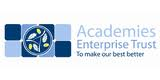 Academies
Enterprise Trust
To make our best better